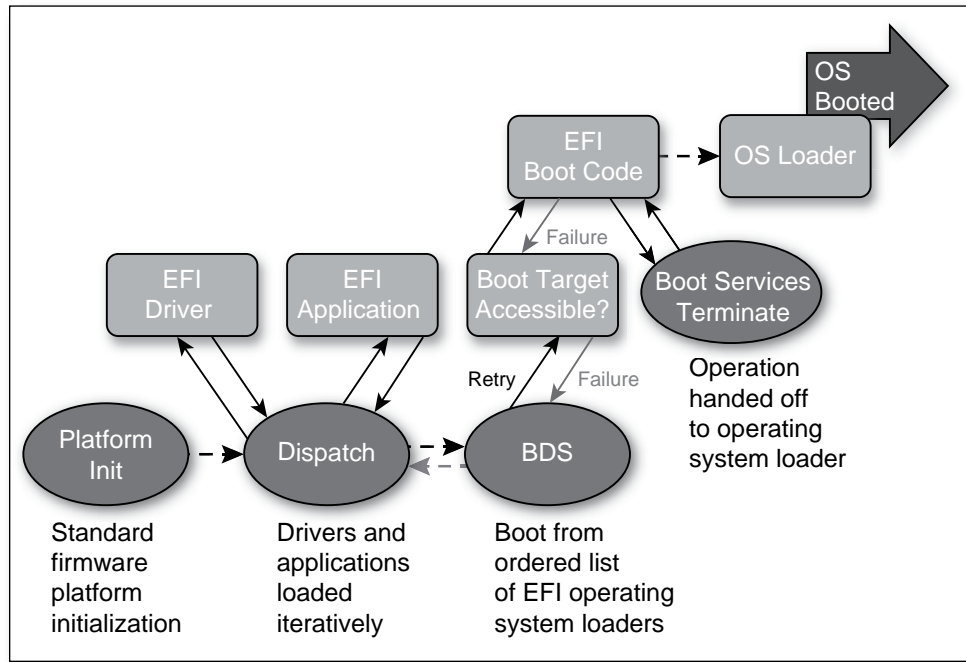 OS
Booted
EFI
Boot Code
OS Loader
Failure
EFI
Driver
EFI
Application
Boot Target
Accessible?
Boot Services
Terminate
Retry
Failure
Operation
handed off
to operating
system loader
Platform
Init
Dispatch
BDS
Standard
firmware
platform
initialization
Drivers and
applications
loaded
iteratively
Boot from
ordered list
of EFI operating
system loaders